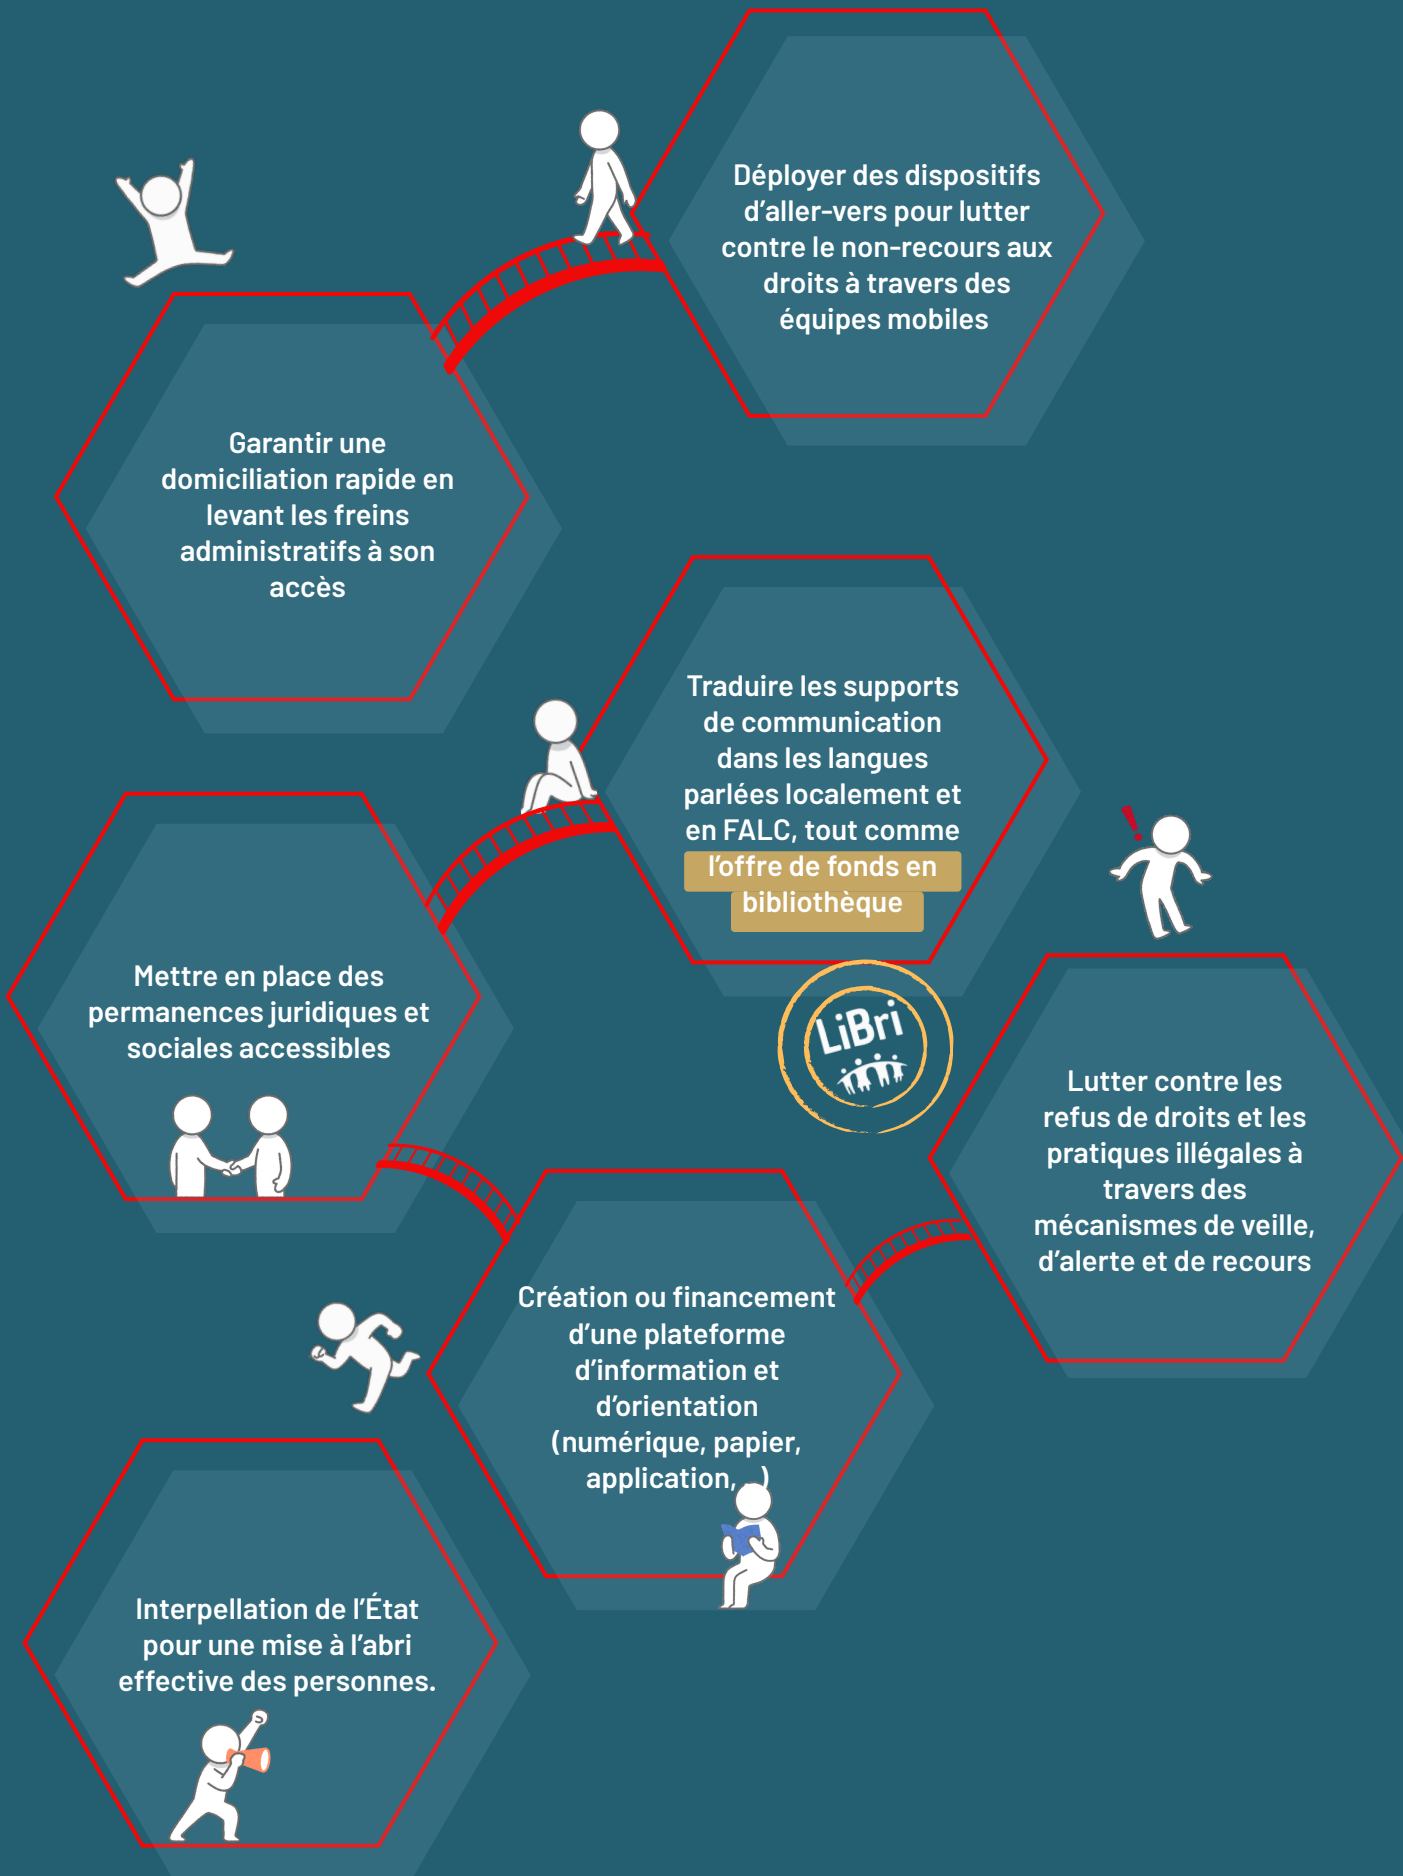 Déployer des dispositifs
d'aller-vers pour lutter
contre le non-recours aux
droits à travers des
équipes mobiles
Garantir une
domiciliation rapide en
levant les freins
administratifs à son
accès
Traduire les supports
de communication
dans les langues
parlées localement et
en FALC, tout comme
l'offre de fonds en
bibliothèque
LiBri
Mettre en place des
permanences juridiques et
sociales accessibles
Lutter contre les
refus de droits et les
pratiques illégales à
travers des
mécanismes de veille,
d'alerte et de recours
Création ou financement
d'une plateforme
d'information et
d'orientation
(numérique, papier,
application, )
Interpellation de l'État
pour une mise à l'abri
effective des personnes.